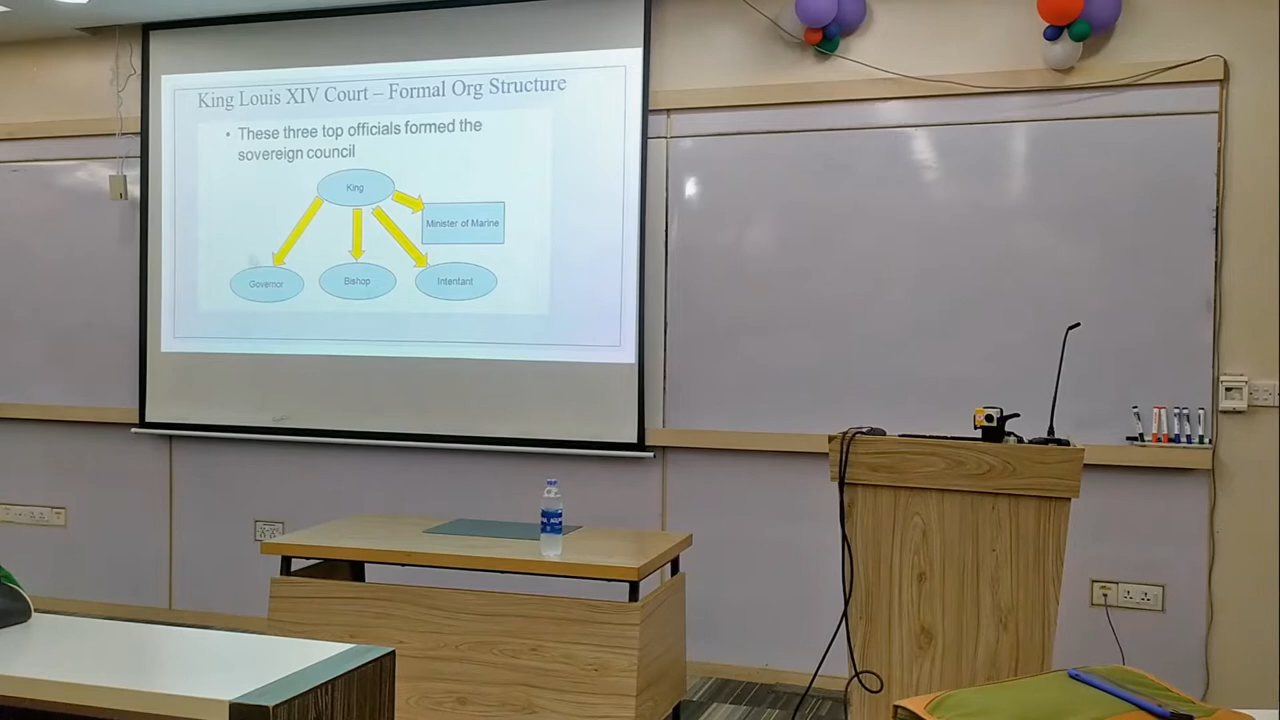 King Louis XIV Court – Formal Org Structure
• These three top officials formed the
sovereign council
King
Minister of Marine
Governor
Bishop
Intentant